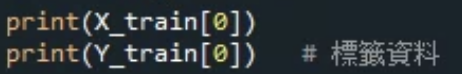 print(X_train[0])
print(Y_train[0])   # 標籤資料